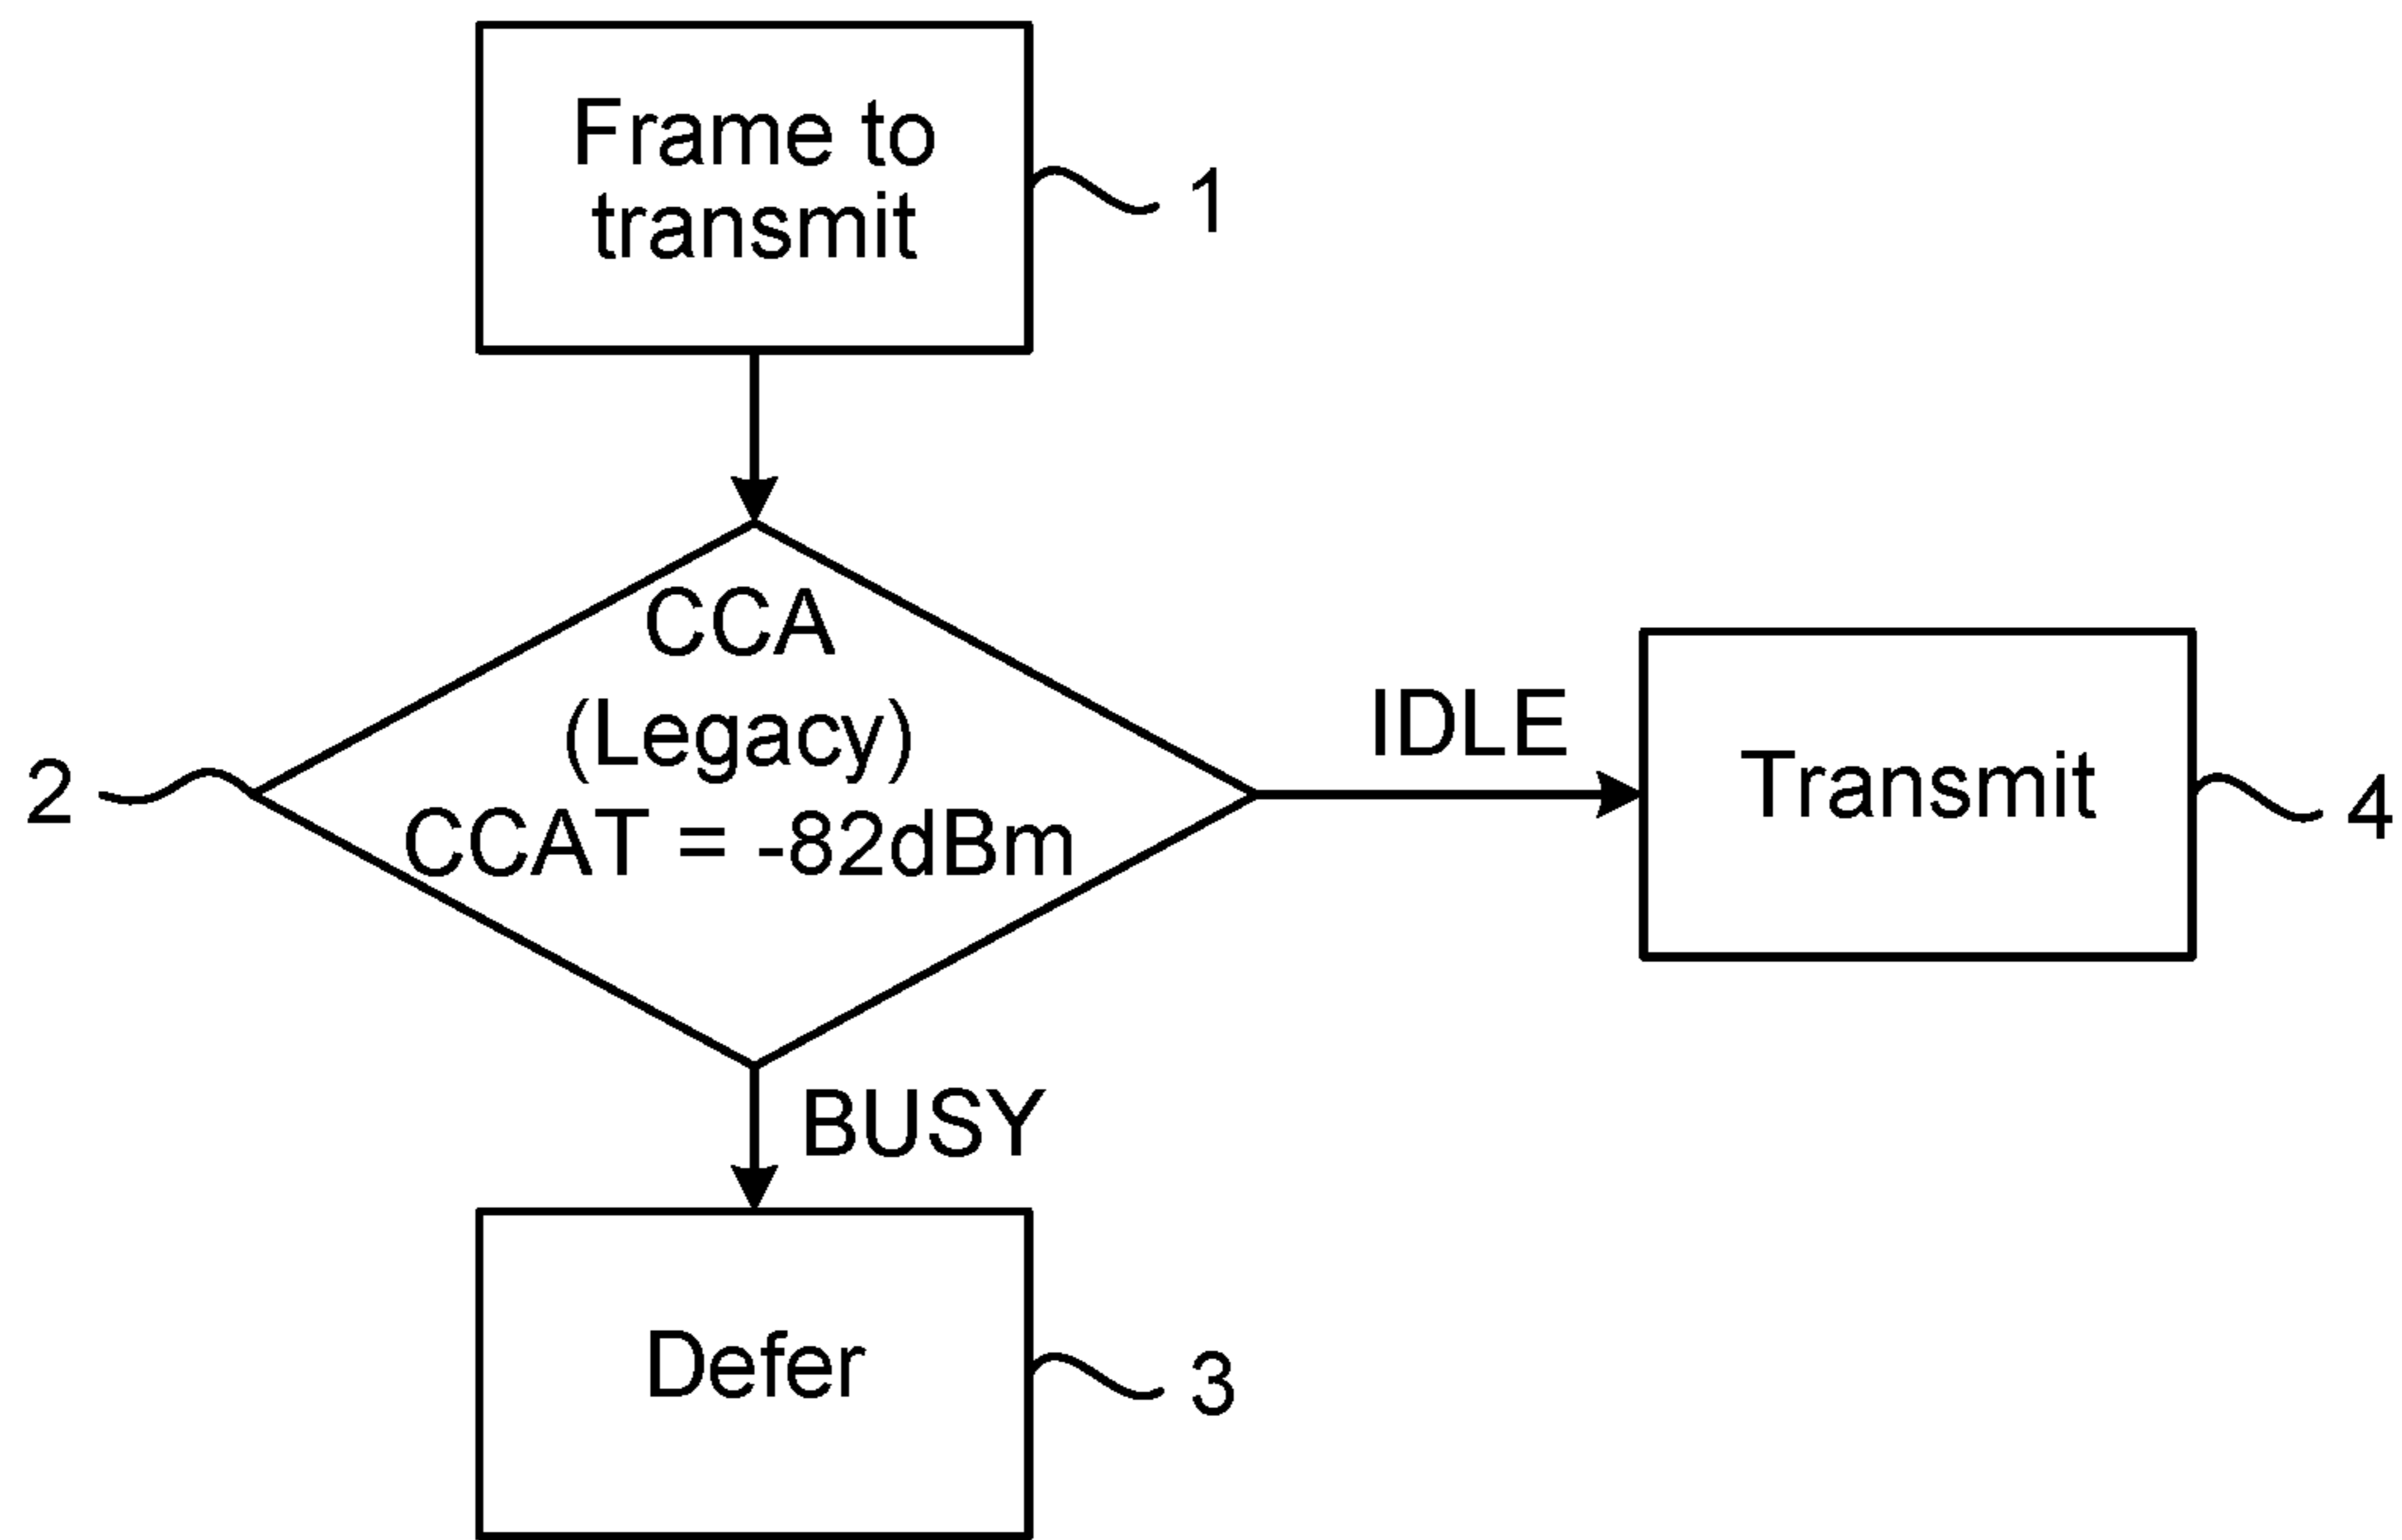 Frame to
transmit
1
CCA
(Legacy)
CCAT = -82dBm
2
IDLE
Transmit
4
BUSY
Defer
3